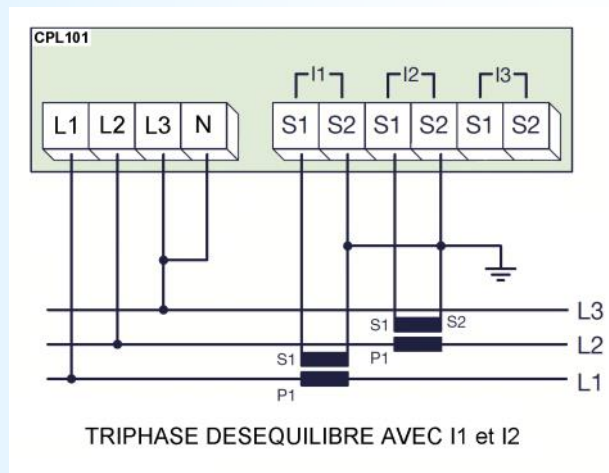 CPL101
I1 I2 I3
L1 L2 L3 N S1 S2 S1 S2 S1 S2
L3
S1 S2
L2
S1 P1
L1
P1
TRIPHASE DESEQUILIBRE AVEC I1 et I2